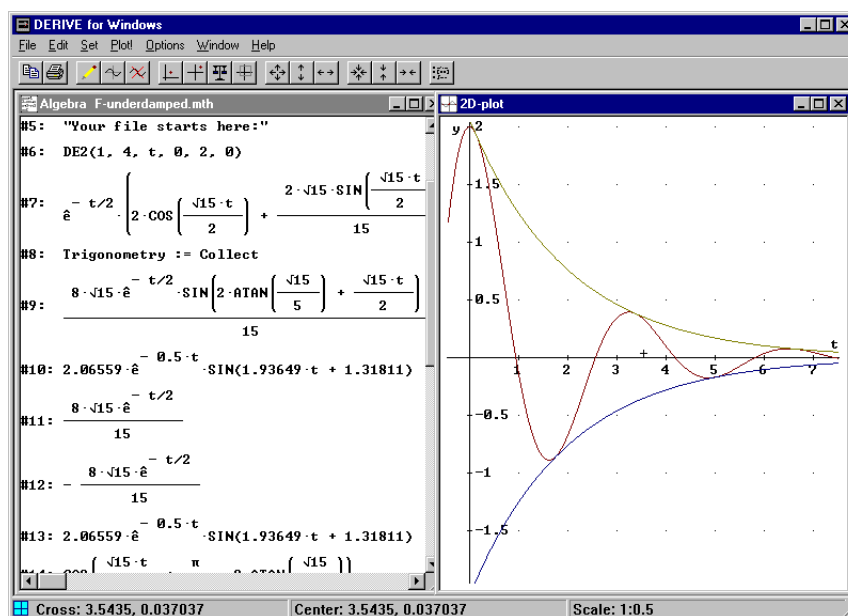 DERIVE for Windows
File Edit Set Plot! Options Window Help
Algebra F-underdamped.mth
#5: "Your file starts here:"
#6: DE2(1, 4, t, 0, 2, 0)
#7: ê^(- t/2)·(2·COS(√15·t/2) + 2·√15·SIN(√15·t/2)/15
#8: Trigonometry := Collect
#9: 8·√15·ê^(- t/2)·SIN(2·ATAN(√15/5) + √15·t/2)/15
#10: 2.06559·ê^(- 0.5·t)·SIN(1.93649·t + 1.31811)
#11: 8·√15·ê^(- t/2)/15
#12: - 8·√15·ê^(- t/2)/15
#13: 2.06559·ê^(- 0.5·t)·SIN(1.93649·t + 1.31811)
2D-plot
y 2
1.5
1
0.5
t
1 2 3 4 5 6 7
-0.5
-1
-1.5
Cross: 3.5435, 0.037037 Center: 3.5435, 0.037037 Scale: 1:0.5